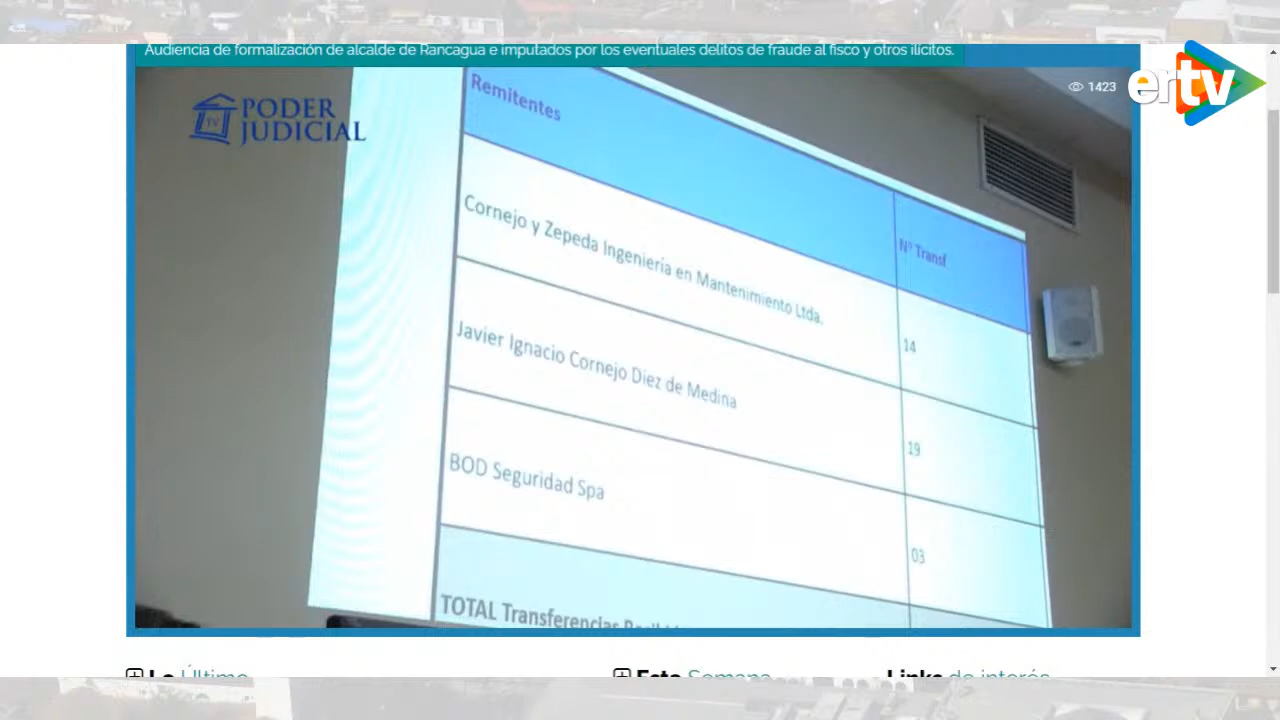 Audiencia de formalización de alcalde de Rancagua e imputados por los eventuales delitos de fraude al fisco y otros ilícitos.
1423
ertv
TV
PODER
JUDICIAL
Remitentes
N° Transf
Cornejo y Zepeda Ingeniería en Mantenimiento Ltda.
14
Javier Ignacio Cornejo Diez de Medina
19
BOD Seguridad Spa
03
TOTAL Transferencias
Lo Último
Esta Semana
Links de interés